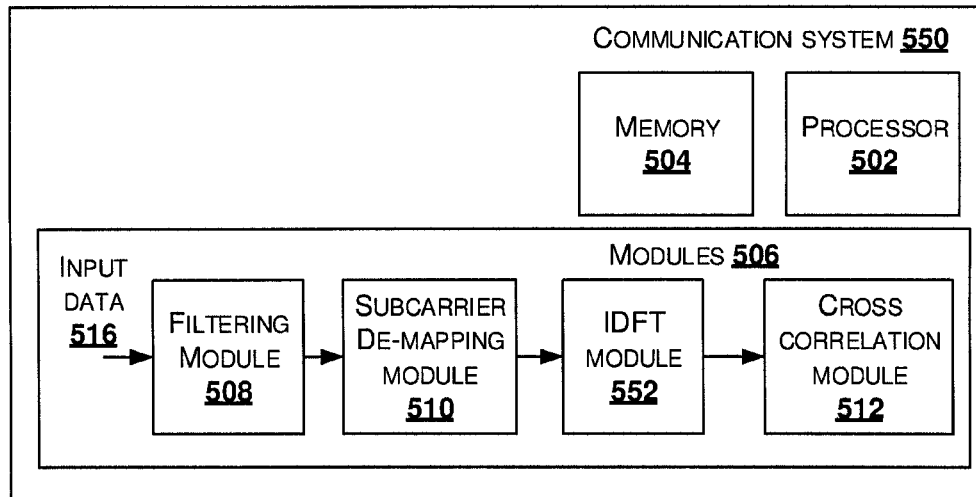 COMMUNICATION SYSTEM 550
MEMORY
504
PROCESSOR
502
MODULES 506
INPUT
DATA
516
FILTERING
MODULE
508
SUBCARRIER
DE-MAPPING
MODULE
510
IDFT
MODULE
552
CROSS
CORRELATION
MODULE
512